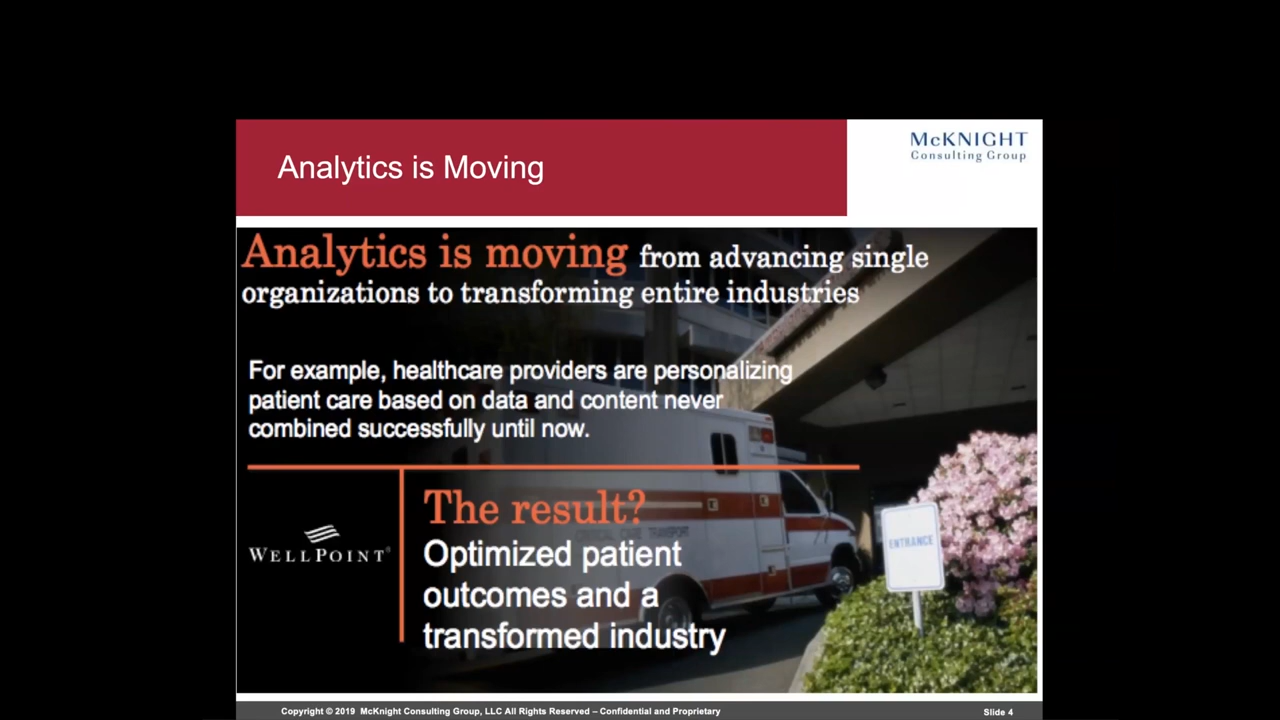 Analytics is Moving
McKNIGHT
Consulting Group
Analytics is moving from advancing single
organizations to transforming entire industries
For example, healthcare providers are personalizing
patient care based on data and content never
combined successfully until now.
The result?
CRITICAL CARE TRANSPORT
WELLPOINT®
Optimized patient
outcomes and a
transformed industry
ENTRANCE
Copyright © 2019 McKnight Consulting Group, LLC All Rights Reserved – Confidential and Proprietary
Slide 4